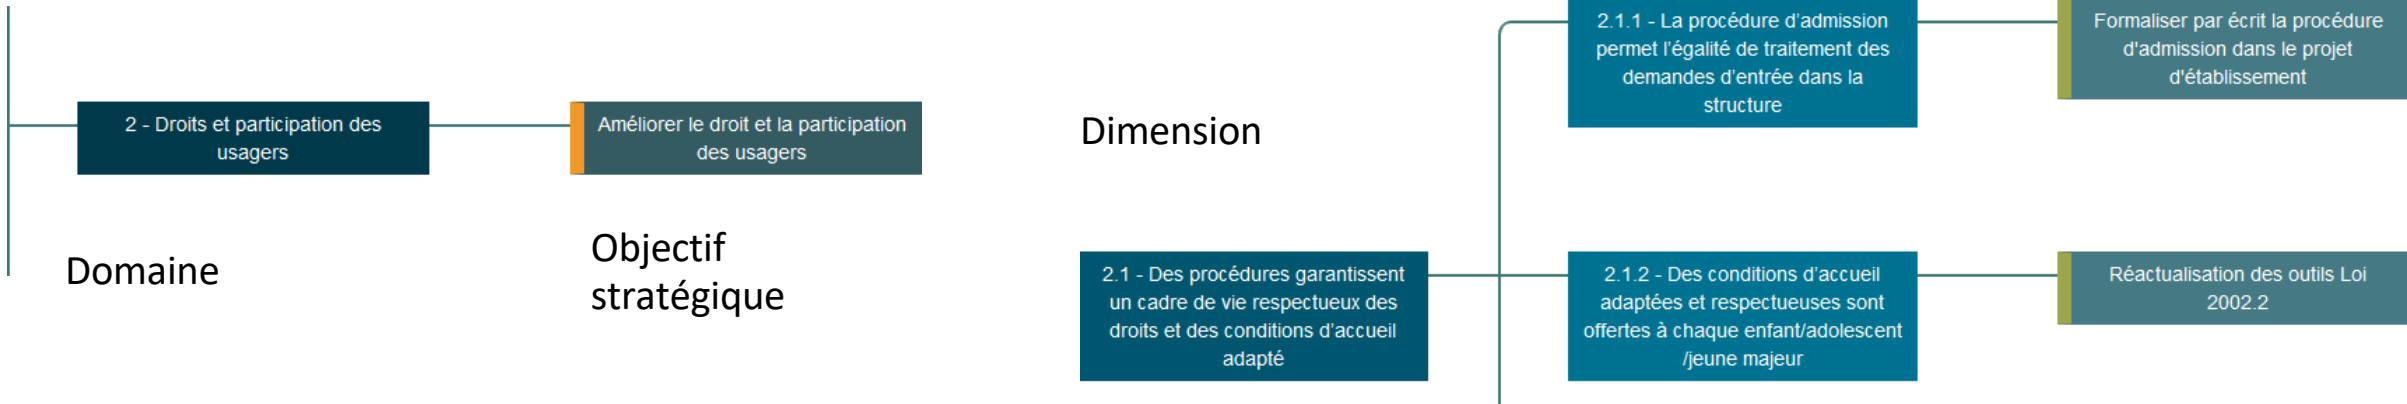 2 - Droits et participation des
usagers
Améliorer le droit et la participation
des usagers
Domaine
Objectif
stratégique
Dimension
2.1 - Des procédures garantissent
un cadre de vie respectueux des
droits et des conditions d'accueil
adapté
2.1.1 - La procédure d'admission
permet l'égalité de traitement des
demandes d'entrée dans la
structure
Formaliser par écrit la procédure
d'admission dans le projet
d'établissement
2.1.2 - Des conditions d'accueil
adaptées et respectueuses sont
offertes à chaque enfant/adolescent
/jeune majeur
Réactualisation des outils Loi
2002.2